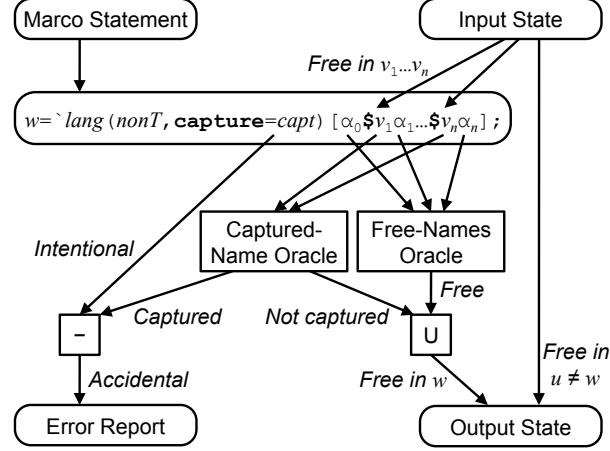 Marco Statement
Input State
Free in v₁…vₙ
w=`lang(nonT,capture=capt)[α₀$v₁α₁…$vₙαₙ];
Captured-
Name Oracle
Free-Names
Oracle
Intentional
Captured
Not captured
Free
–
U
Accidental
Free in w
Free in
u ≠ w
Error Report
Output State